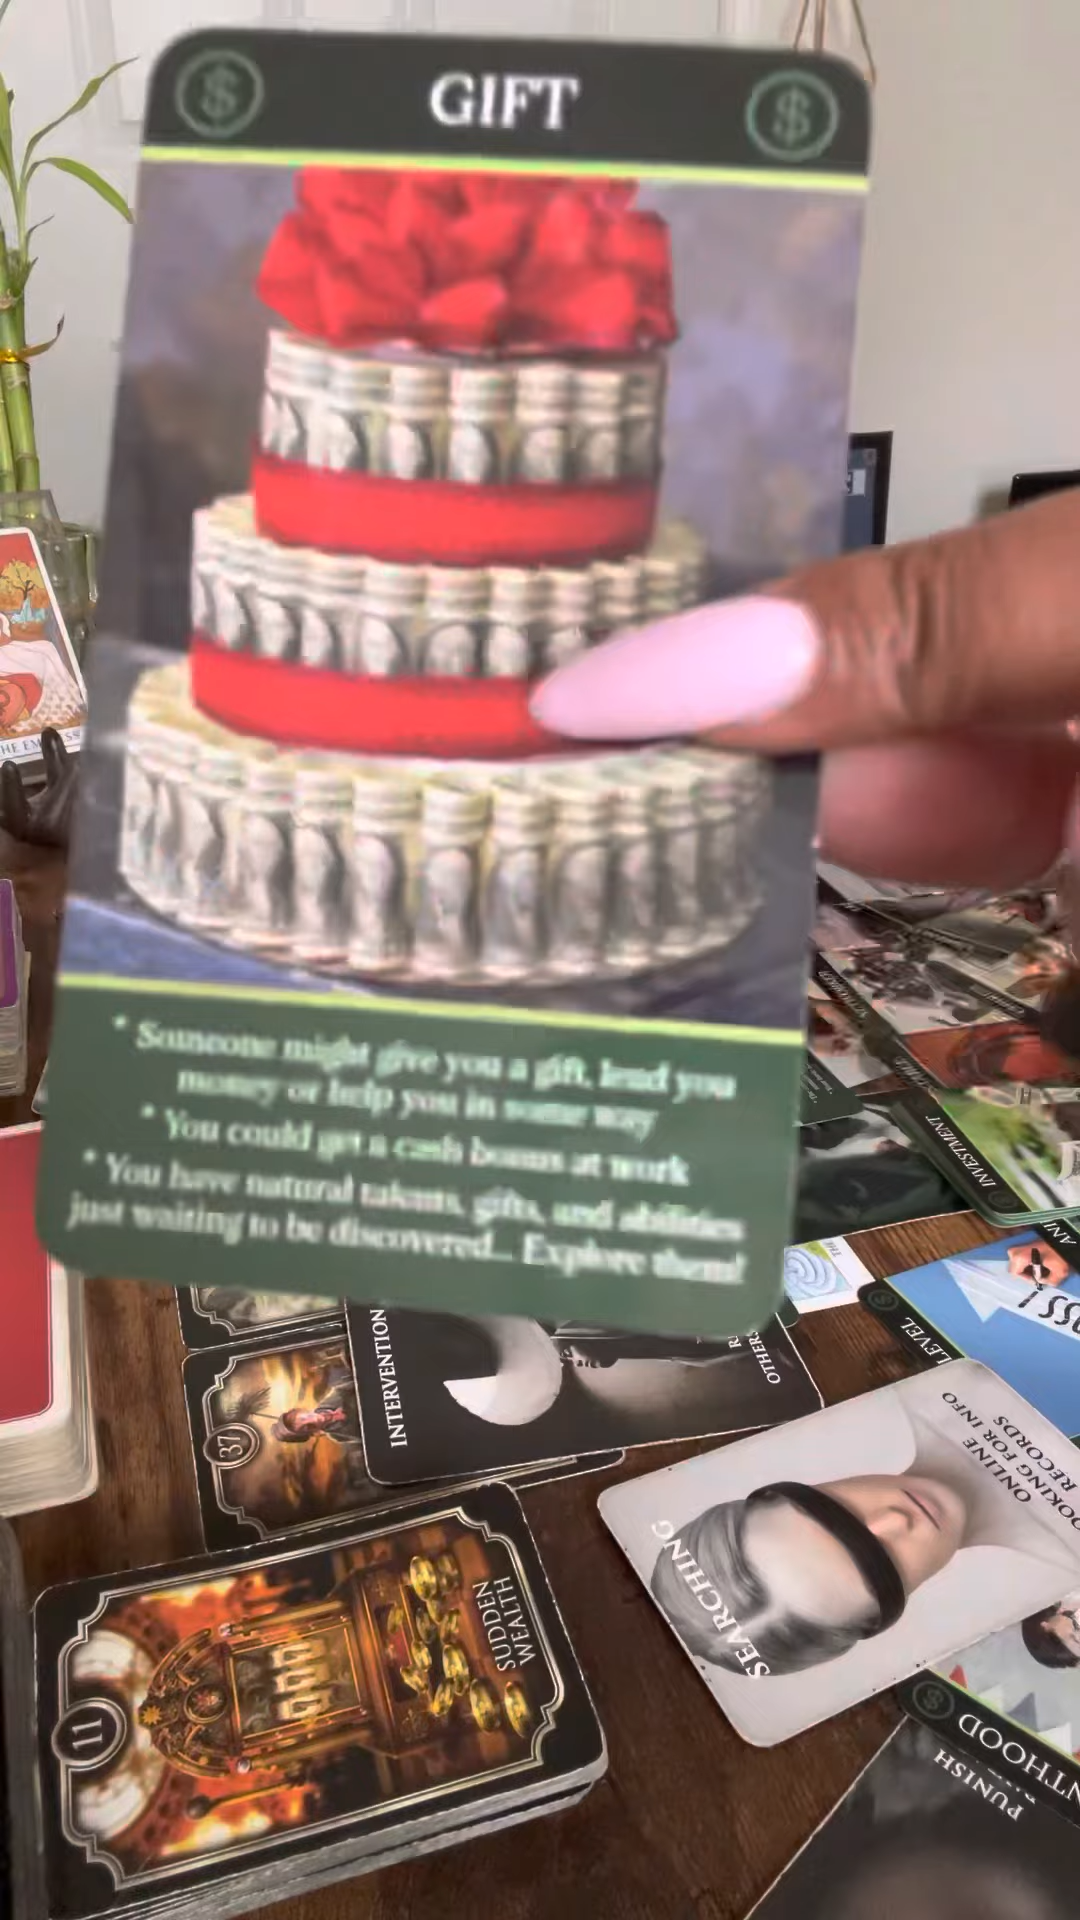 $ GIFT $
* Someone might give you a gift, lend you
money or help you in some way
* You could get a cash bonus at work
* You have natural talents, gifts, and abilities
just waiting to be discovered... Explore them!
INVESTMENT
THE
LEVEL
INTERVENTION
OTHERS
37
ONLINE
LOOKING FOR INFO
RECORDS
SEARCHING
SUDDEN
WEALTH
11
$
PUNISH